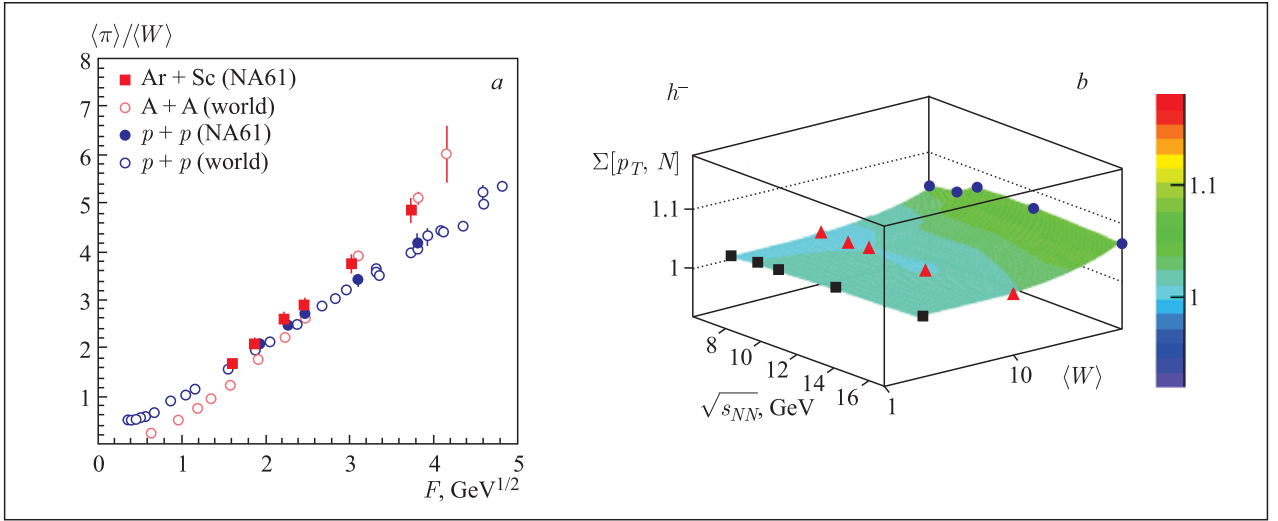 ⟨π⟩/⟨W⟩
8
7
6
5
4
3
2
1
0 1 2 3 4 5
F, GeV^{1/2}
a
Ar + Sc (NA61)
A + A (world)
p + p (NA61)
p + p (world)
h⁻
b
Σ[p_T, N]
1.1
1
8
10
12
14
16
√s_{NN}, GeV
1
10
⟨W⟩
1.1
1